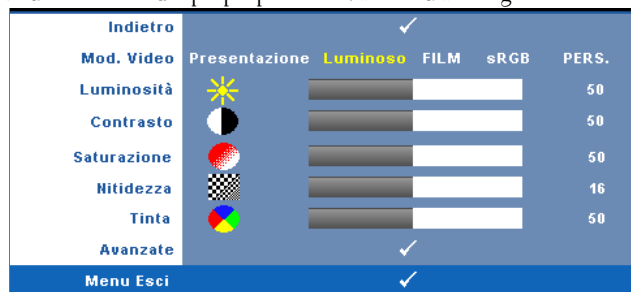 Indietro
Mod. Video Presentazione Luminoso FILM sRGB PERS.
Luminosità 50
Contrasto 50
Saturazione 50
Nitidezza 16
Tinta 50
Avanzate
Menu Esci